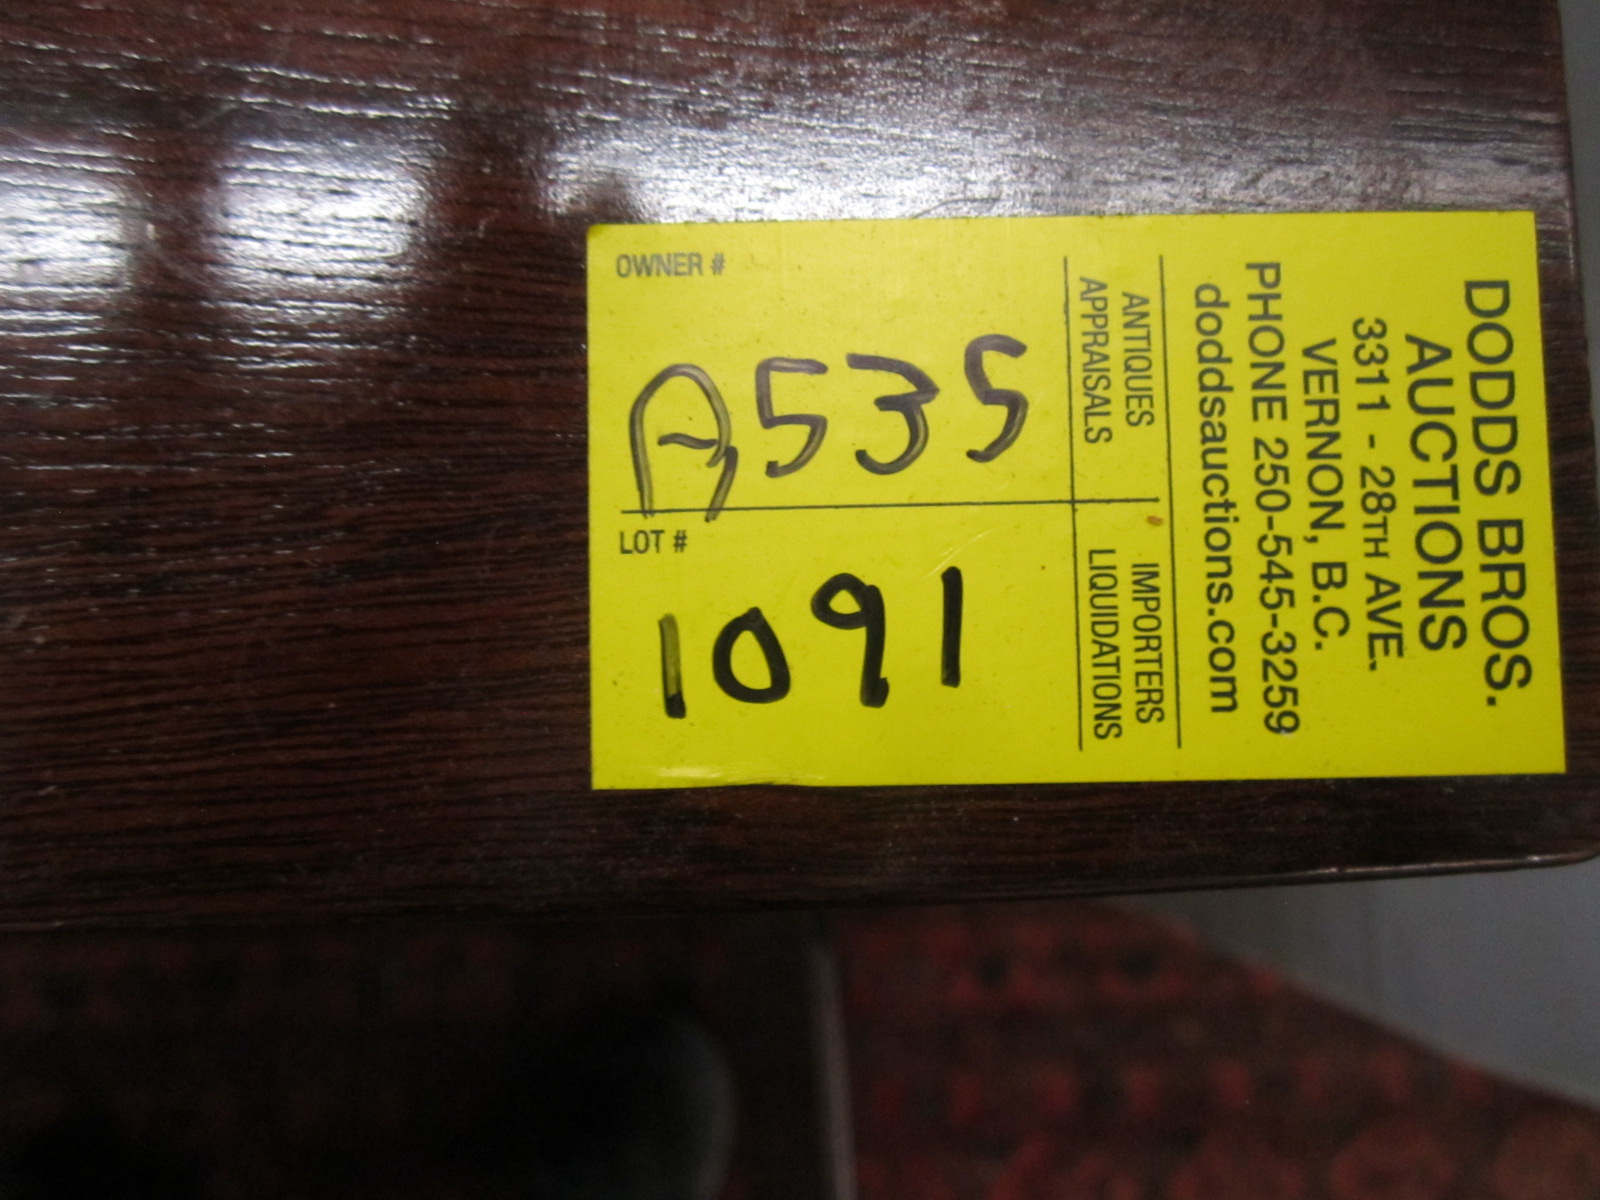 DODDS BROS.
AUCTIONS
3311 - 28TH AVE.
VERNON, B.C.
PHONE 250-545-3259
doddsauctions.com
ANTIQUES
APPRAISALS
IMPORTERS
LIQUIDATIONS
OWNER #
A535
LOT #
1091